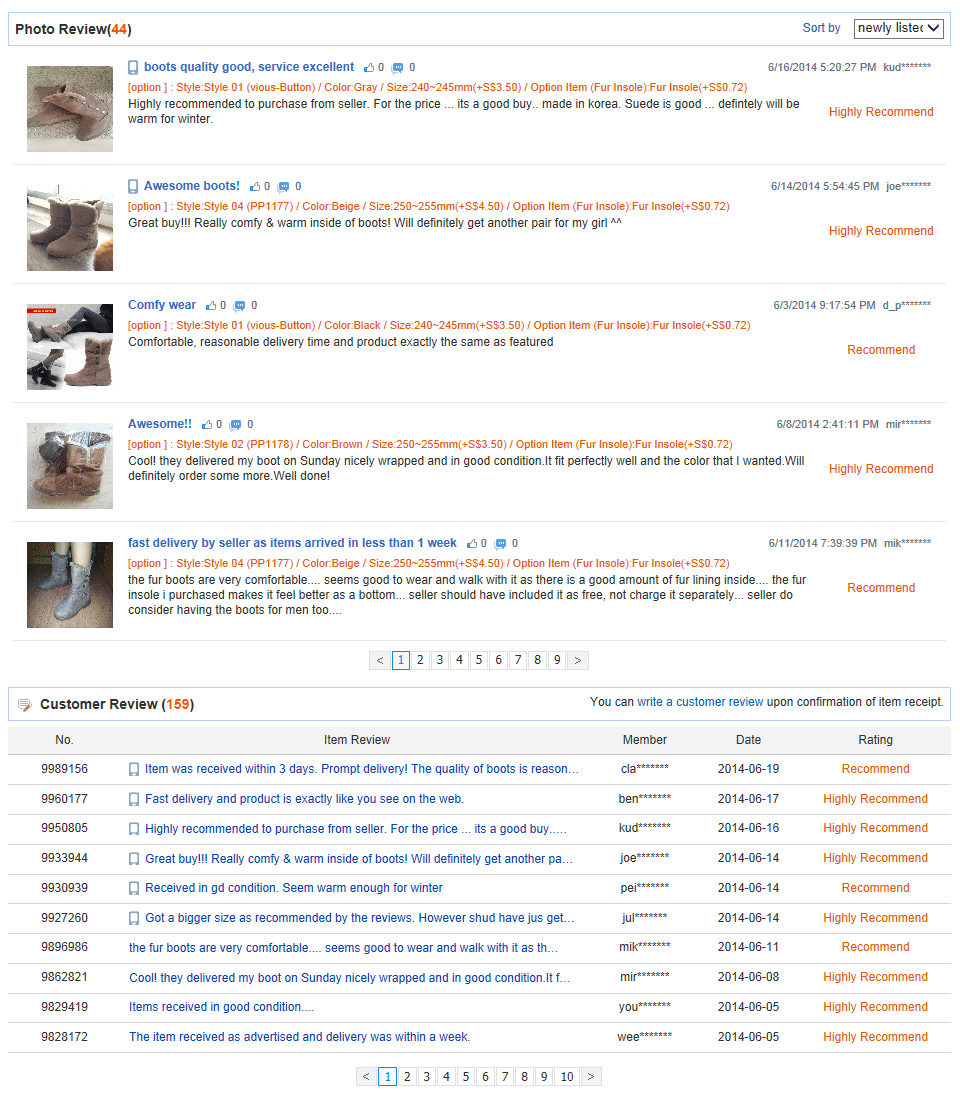 Photo Review(44)
Sort by newly listed
boots quality good, service excellent 0 0
6/16/2014 5:20:27 PM kud*******
[option ] : Style:Style 01 (vious-Button) / Color:Gray / Size:240~245mm(+S$3.50) / Option Item (Fur Insole):Fur Insole(+S$0.72)
Highly recommended to purchase from seller. For the price ... its a good buy.. made in korea. Suede is good ... defintely will be
warm for winter.
Highly Recommend
Awesome boots! 0 0
6/14/2014 5:54:45 PM joe*******
[option ] : Style:Style 04 (PP1177) / Color:Beige / Size:250~255mm(+S$4.50) / Option Item (Fur Insole):Fur Insole(+S$0.72)
Great buy!!! Really comfy & warm inside of boots! Will definitely get another pair for my girl ^^
Highly Recommend
Comfy wear 0 0
6/3/2014 9:17:54 PM d_p*******
[option ] : Style:Style 01 (vious-Button) / Color:Black / Size:240~245mm(+S$3.50) / Option Item (Fur Insole):Fur Insole(+S$0.72)
Comfortable, reasonable delivery time and product exactly the same as featured
Recommend
Awesome!! 0 0
6/8/2014 2:41:11 PM mir*******
[option ] : Style:Style 02 (PP1178) / Color:Brown / Size:250~255mm(+S$3.50) / Option Item (Fur Insole):Fur Insole(+S$0.72)
Cool! they delivered my boot on Sunday nicely wrapped and in good condition.It fit perfectly well and the color that I wanted.Will
definitely order some more.Well done!
Highly Recommend
fast delivery by seller as items arrived in less than 1 week 0 0
6/11/2014 7:39:39 PM mik*******
[option ] : Style:Style 04 (PP1177) / Color:Beige / Size:250~255mm(+S$4.50) / Option Item (Fur Insole):Fur Insole(+S$0.72)
the fur boots are very comfortable.... seems good to wear and walk with it as there is a good amount of fur lining inside.... the fur
insole i purchased makes it feel better as a bottom... seller should have included it as free, not charge it separately... seller do
consider having the boots for men too....
Recommend
< 1 2 3 4 5 6 7 8 9 >
Customer Review (159)
You can write a customer review upon confirmation of item receipt.
No. Item Review Member Date Rating
9989156 Item was received within 3 days. Prompt delivery! The quality of boots is reason... cla******* 2014-06-19 Recommend
9960177 Fast delivery and product is exactly like you see on the web. ben******* 2014-06-17 Highly Recommend
9950805 Highly recommended to purchase from seller. For the price ... its a good buy..... kud******* 2014-06-16 Highly Recommend
9933944 Great buy!!! Really comfy & warm inside of boots! Will definitely get another pa... joe******* 2014-06-14 Highly Recommend
9930939 Received in gd condition. Seem warm enough for winter pei******* 2014-06-14 Recommend
9927260 Got a bigger size as recommended by the reviews. However shud have jus get... jul******* 2014-06-14 Highly Recommend
9896986 the fur boots are very comfortable.... seems good to wear and walk with it as th... mik******* 2014-06-11 Recommend
9862821 Cool! they delivered my boot on Sunday nicely wrapped and in good condition.It f... mir******* 2014-06-08 Highly Recommend
9829419 Items received in good condition.... you******* 2014-06-05 Highly Recommend
9828172 The item received as advertised and delivery was within a week. wee******* 2014-06-05 Highly Recommend
< 1 2 3 4 5 6 7 8 9 10 >